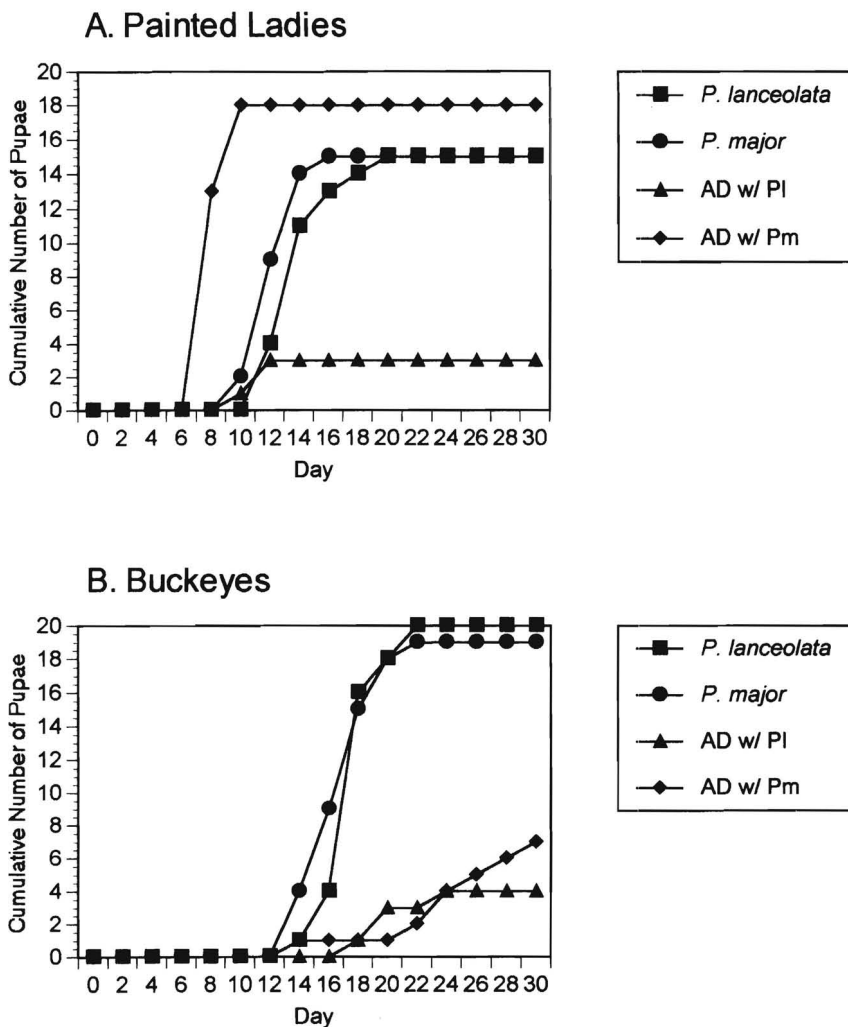 A. Painted Ladies
Cumulative Number of Pupae
20
18
16
14
12
10
8
6
4
2
0
0 2 4 6 8 10 12 14 16 18 20 22 24 26 28 30
Day
P. lanceolata
P. major
AD w/ Pl
AD w/ Pm
B. Buckeyes
Cumulative Number of Pupae
20
18
16
14
12
10
8
6
4
2
0
0 2 4 6 8 10 12 14 16 18 20 22 24 26 28 30
Day
P. lanceolata
P. major
AD w/ Pl
AD w/ Pm